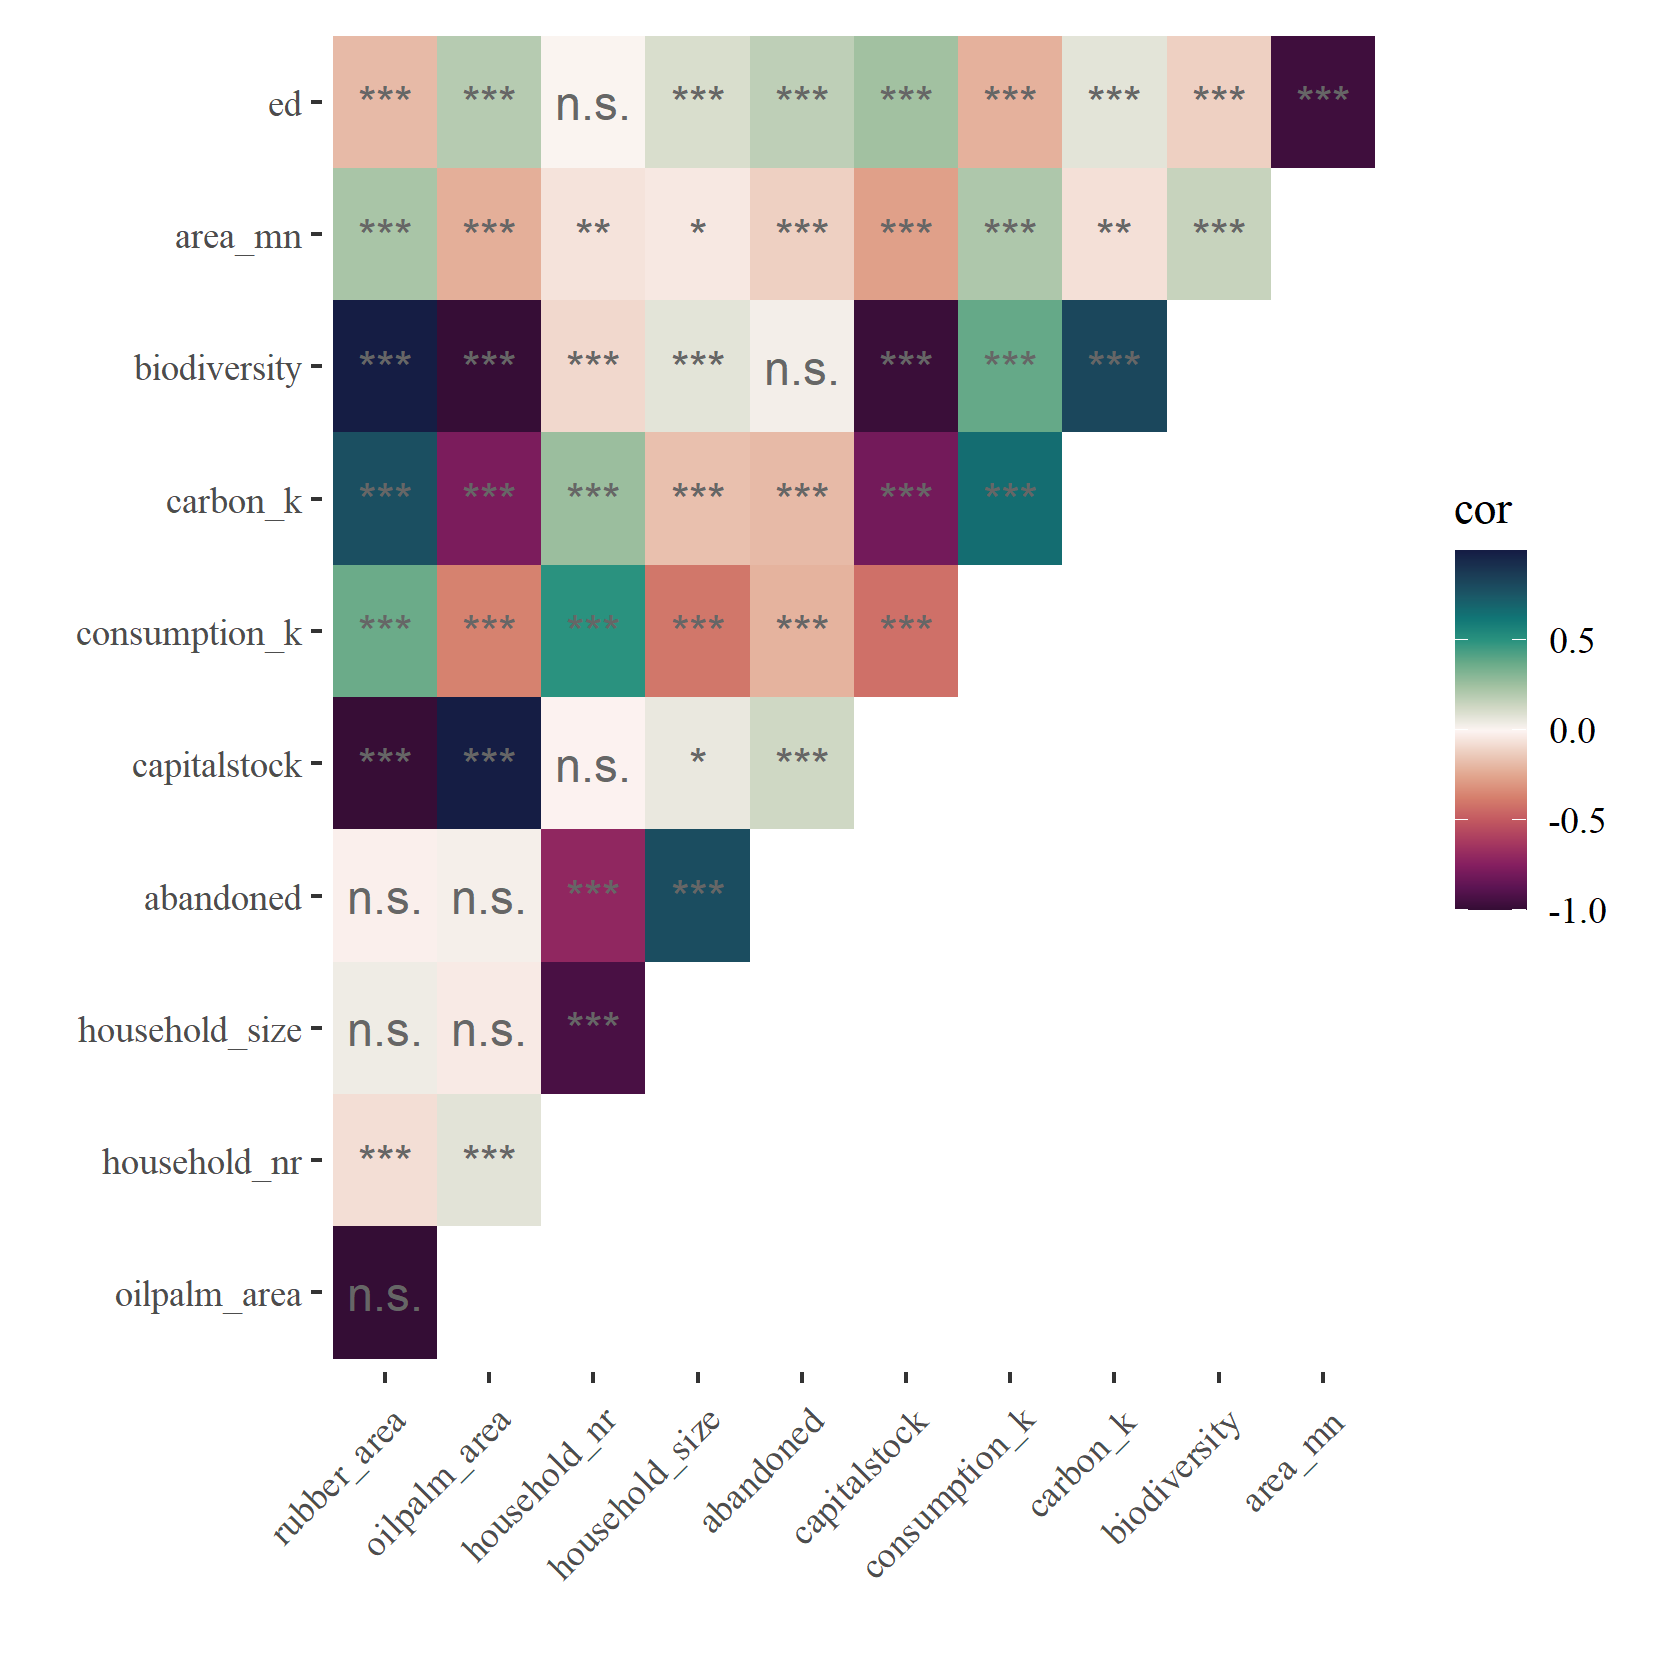 ed *** *** n.s. *** *** *** *** *** *** ***
area_mn *** *** ** * *** *** *** ** ***
biodiversity *** *** *** *** n.s. *** *** ***
carbon_k *** *** *** *** *** *** ***
consumption_k *** *** *** *** *** ***
capitalstock *** *** n.s. * ***
abandoned n.s. n.s. *** ***
household_size n.s. n.s. ***
household_nr *** ***
oilpalm_area n.s.
rubber_area
oilpalm_area
household_nr
household_size
abandoned
capitalstock
consumption_k
carbon_k
biodiversity
area_mn
cor
0.5
0.0
-0.5
-1.0